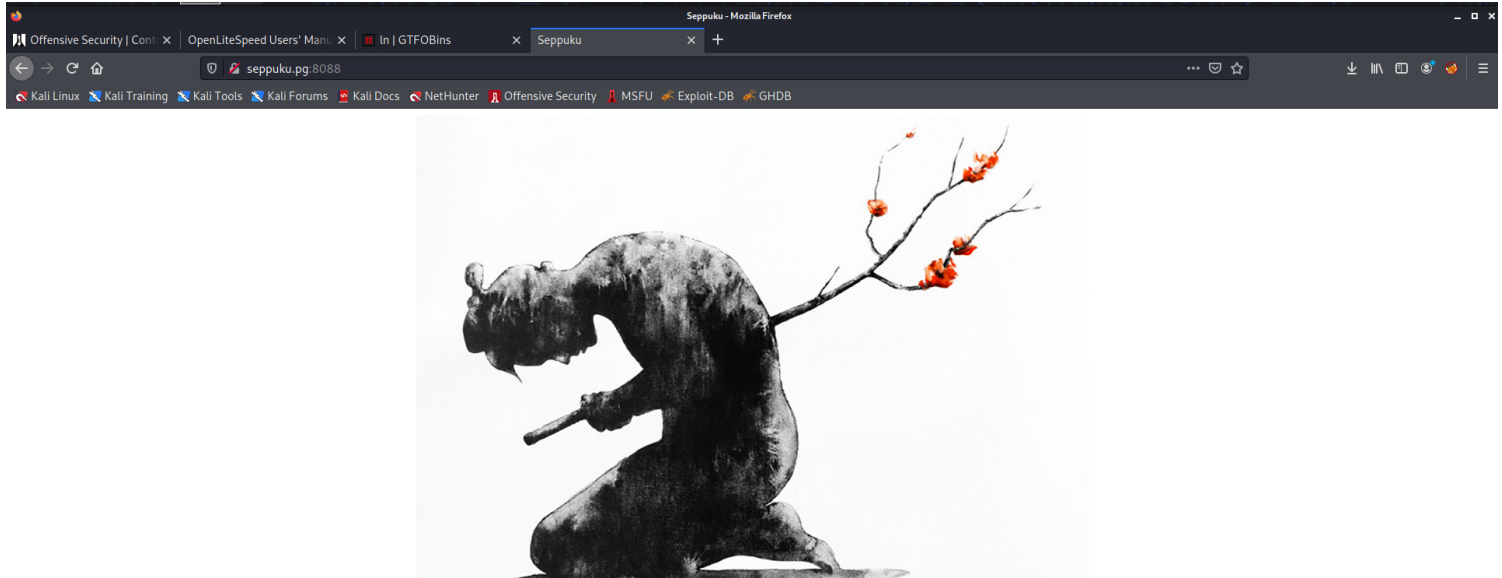 Seppuku - Mozilla Firefox
Offensive Security | Cont
OpenLiteSpeed Users' Manu
ln | GTFOBins
Seppuku
seppuku.pg:8088
Kali Linux Kali Training Kali Tools Kali Forums Kali Docs NetHunter Offensive Security MSFU Exploit-DB GHDB